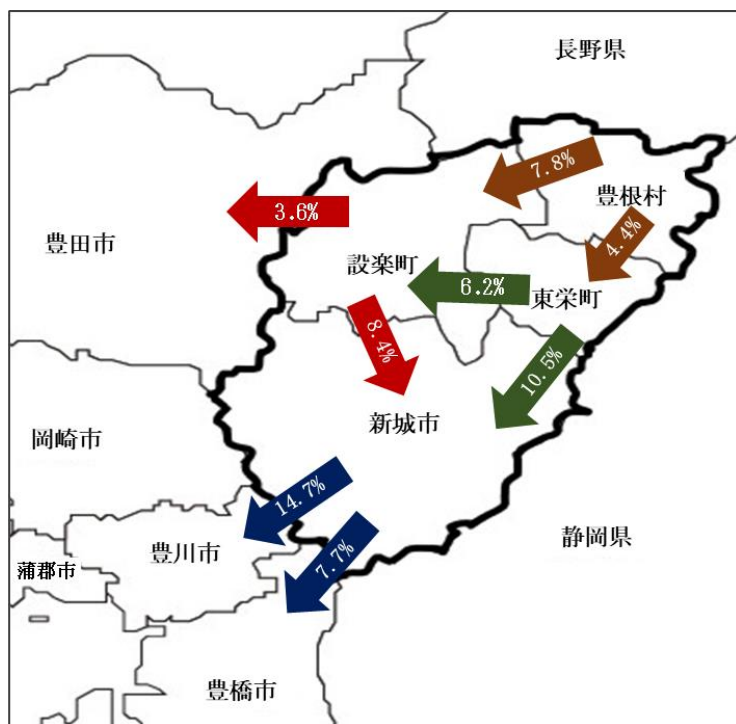 長野県
7.8%
豊根村
3.6%
4.4%
豊田市
設楽町
6.2%
東栄町
8.4%
10.5%
新城市
岡崎市
14.7%
7.7%
静岡県
豊川市
蒲郡市
豊橋市